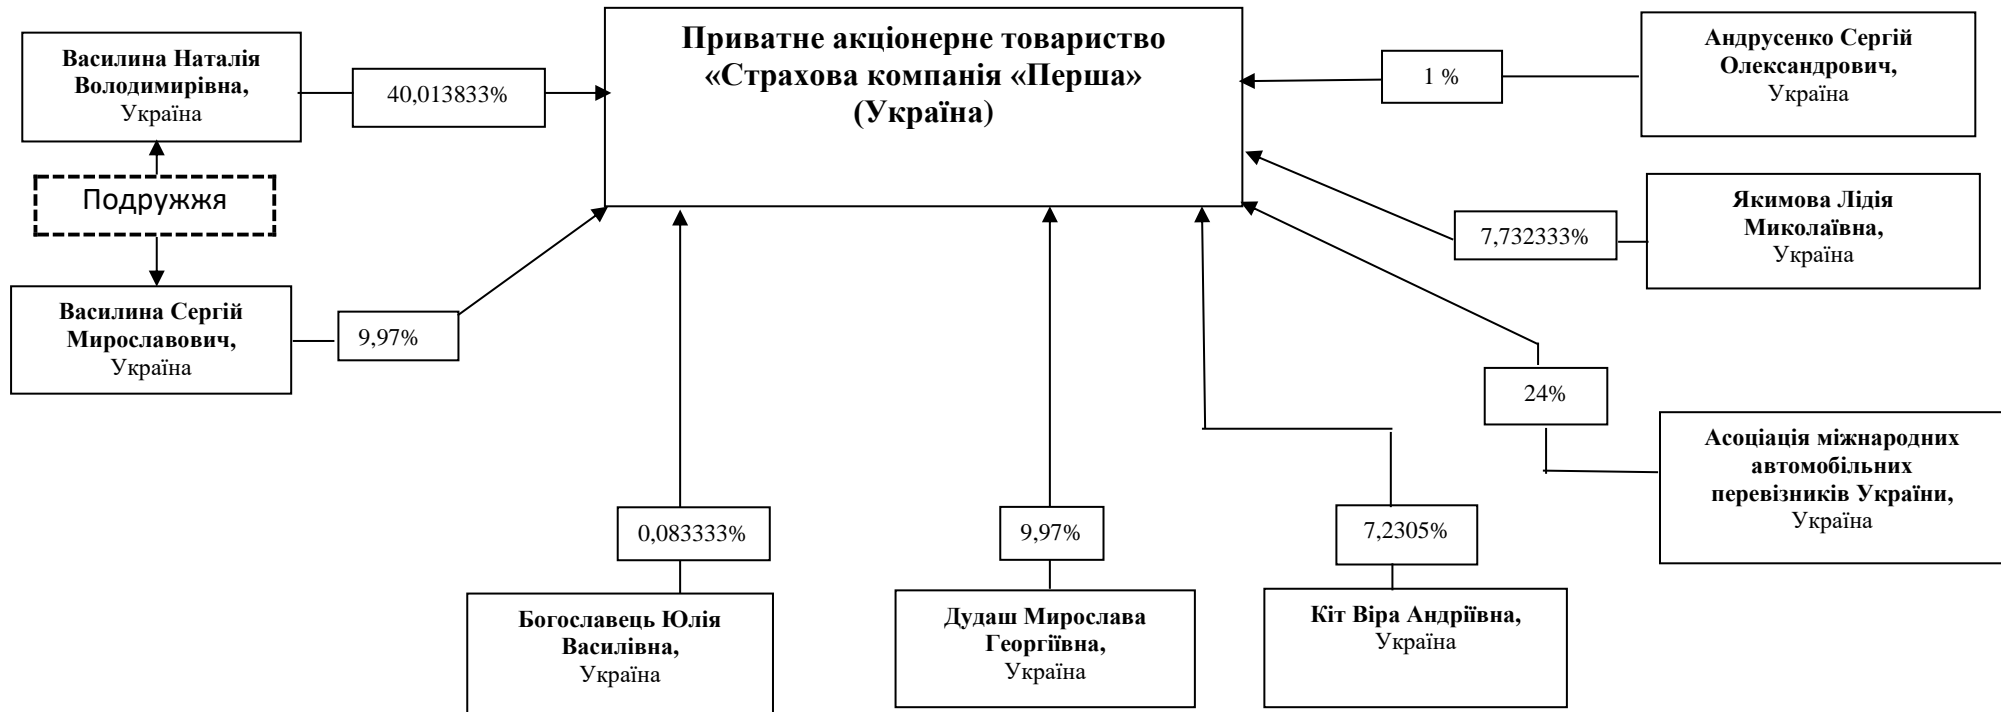 Приватне акціонерне товариство
«Страхова компанія «Перша»
(Україна)
Василина Наталія
Володимирівна,
Україна
40,013833%
Подружжя
Василина Сергій
Мирославович,
Україна
9,97%
Андрусенко Сергій
Олександрович,
Україна
1 %
Якимова Лідія
Миколаївна,
Україна
7,732333%
24%
Асоціація міжнародних
автомобільних
перевізників України,
Україна
0,083333%
Богославець Юлія
Василівна,
Україна
9,97%
Дудаш Мирослава
Георгіївна,
Україна
7,2305%
Кіт Віра Андріївна,
Україна